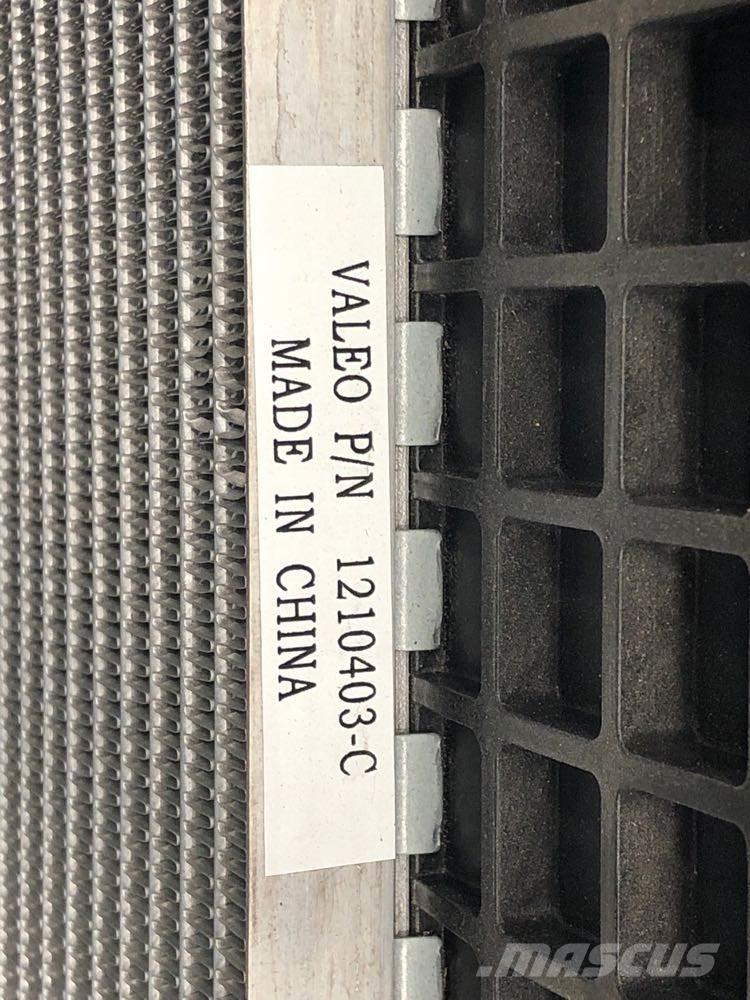 VALEO P/N 1210403-C
MADE IN CHINA
MASCUS